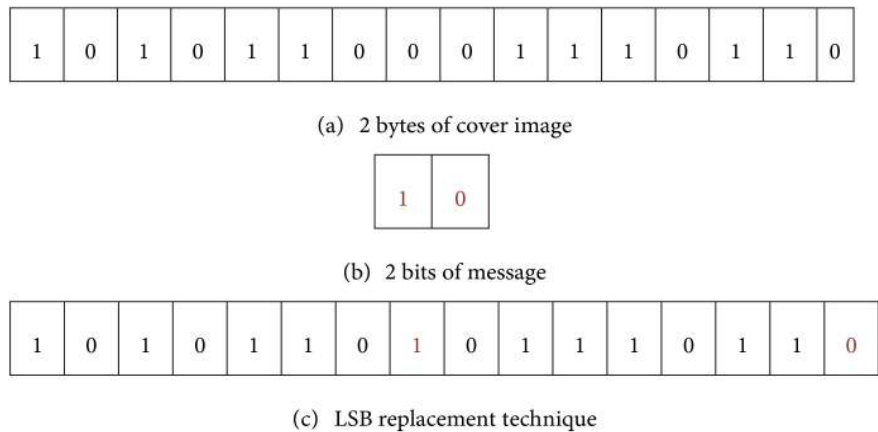 1 0 1 0 1 1 0 0 0 1 1 1 0 1 1 0
(a) 2 bytes of cover image
1 0
(b) 2 bits of message
1 0 1 0 1 1 0 1 0 1 1 1 0 1 1 0
(c) LSB replacement technique